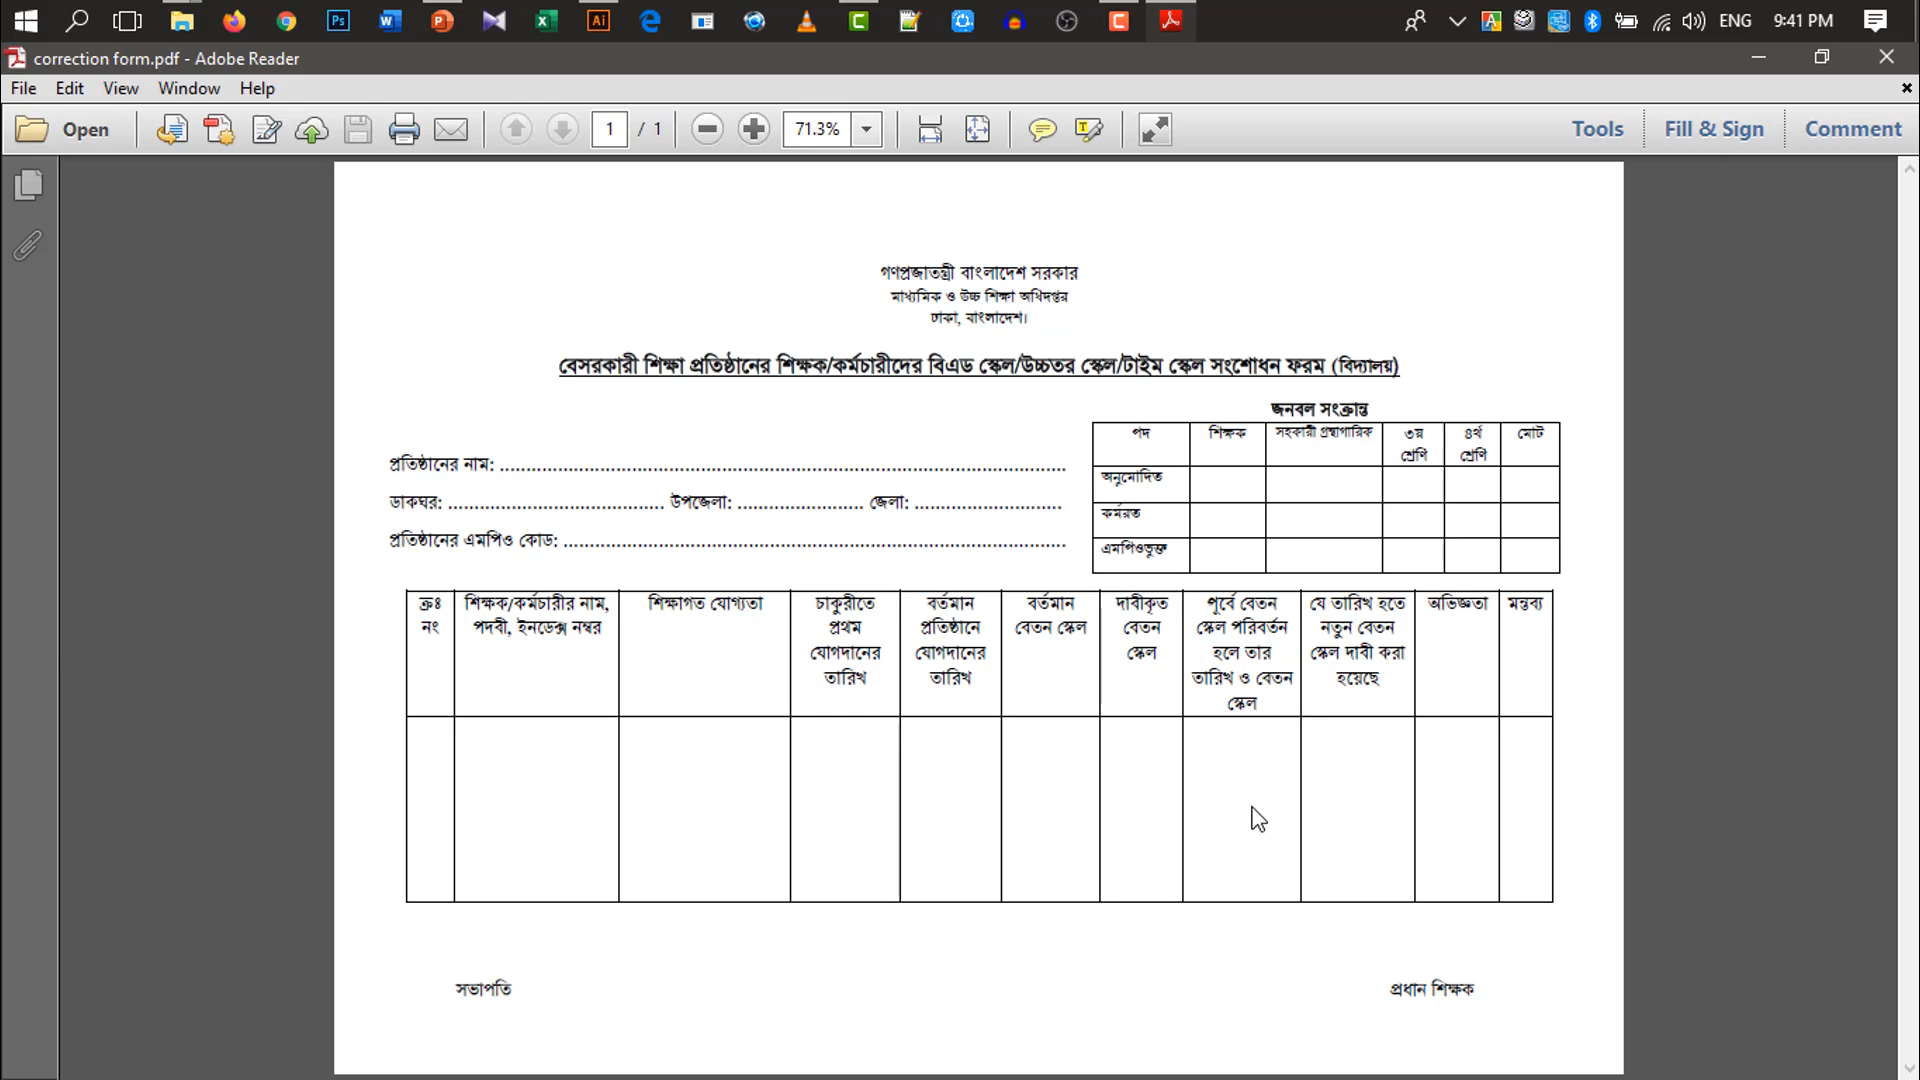 ENG 9:41 PM
correction form.pdf - Adobe Reader
File Edit View Window Help
Open 1 / 1 71.3% Tools Fill & Sign Comment
গণপ্রজাতন্ত্রী বাংলাদেশ সরকার
মাধ্যমিক ও উচ্চ শিক্ষা অধিদপ্তর
ঢাকা, বাংলাদেশ।
বেসরকারী শিক্ষা প্রতিষ্ঠানের শিক্ষক/কর্মচারীদের বিএড স্কেল/উচ্চতর স্কেল/টাইম স্কেল সংশোধন ফরম (বিদ্যালয়)
জনবল সংক্রান্ত
পদ শিক্ষক সহকারী গ্রন্থাগারিক ৩য় ৪র্থ মোট
শ্রেণি শ্রেণি
অনুমোদিত
কর্মরত
এমপিওভুক্ত
প্রতিষ্ঠানের নাম: ..........................................................................................................
ডাকঘর: ......................................... উপজেলা: ........................ জেলা: ............................
প্রতিষ্ঠানের এমপিও কোড: ...............................................................................................
ক্রঃ নং
শিক্ষক/কর্মচারীর নাম,
পদবী, ইনডেক্স নম্বর
শিক্ষাগত যোগ্যতা
চাকুরীতে
প্রথম
যোগদানের
তারিখ
বর্তমান
প্রতিষ্ঠানে
যোগদানের
তারিখ
বর্তমান
বেতন স্কেল
দাবীকৃত
বেতন
স্কেল
পূর্বে বেতন
স্কেল পরিবর্তন
হলে তার
তারিখ ও বেতন
স্কেল
যে তারিখ হতে
নতুন বেতন
স্কেল দাবী করা
হয়েছে
অভিজ্ঞতা
মন্তব্য
সভাপতি প্রধান শিক্ষক